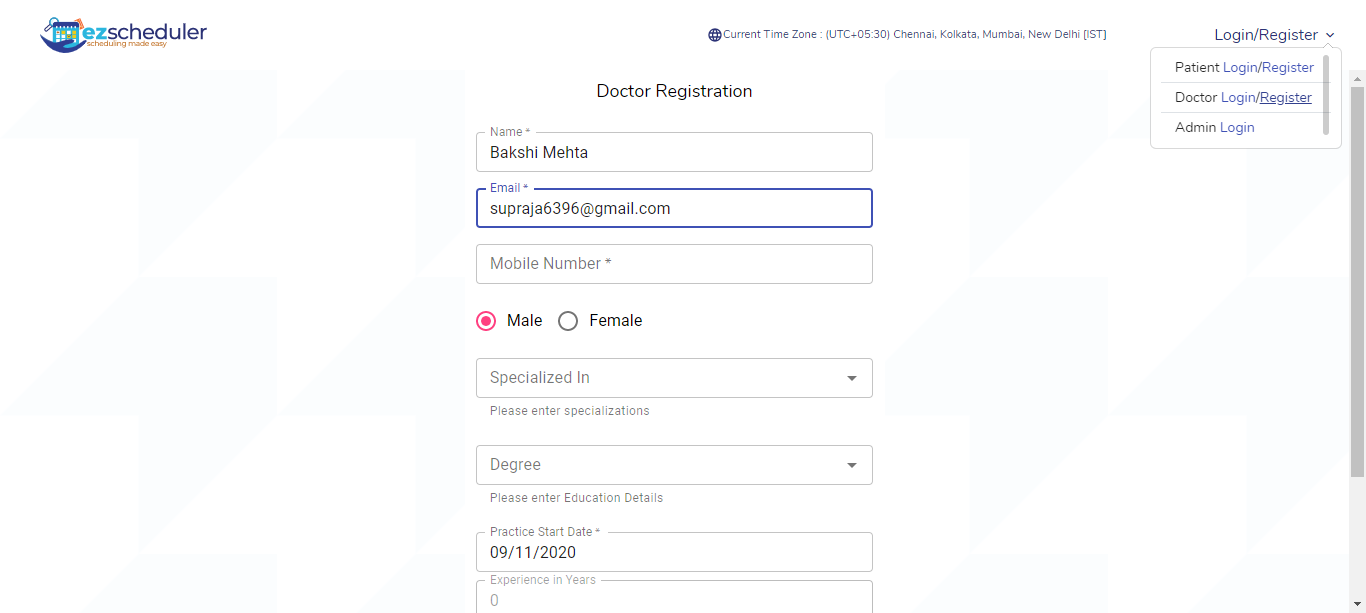 ezscheduler
scheduling made easy
Current Time Zone : (UTC+05:30) Chennai, Kolkata, Mumbai, New Delhi [IST]
Login/Register
Patient Login/Register
Doctor Login/Register
Admin Login
Doctor Registration
Name *
Bakshi Mehta
Email *
supraja6396@gmail.com
Mobile Number *
Male Female
Specialized In
Please enter specializations
Degree
Please enter Education Details
Practice Start Date *
09/11/2020
Experience in Years
0